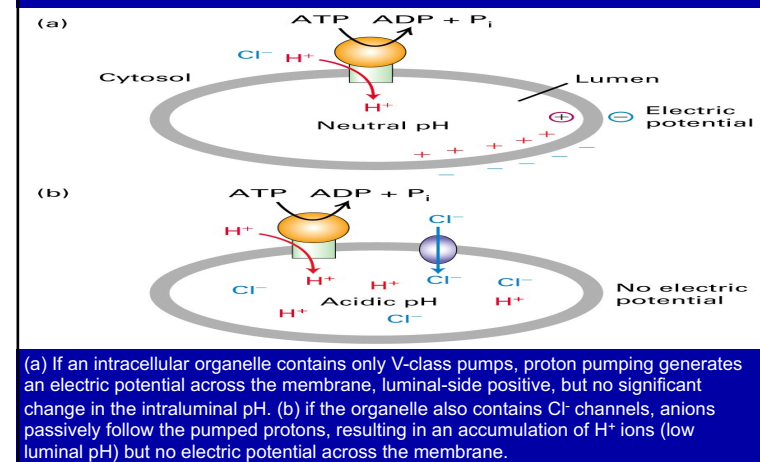 (a)
ATP ADP + Pi
Cl⁻ H⁺
Cytosol
Lumen
H⁺
Neutral pH
+ −
Electric
potential
+ + + + +
− − − − −
(b)
ATP ADP + Pi
Cl⁻
H⁺
H⁺ H⁺ Cl⁻ Cl⁻
Cl⁻ Acidic pH H⁺
H⁺ Cl⁻
No electric
potential
(a) If an intracellular organelle contains only V-class pumps, proton pumping generates
an electric potential across the membrane, luminal-side positive, but no significant
change in the intraluminal pH. (b) if the organelle also contains Cl⁻ channels, anions
passively follow the pumped protons, resulting in an accumulation of H⁺ ions (low
luminal pH) but no electric potential across the membrane.